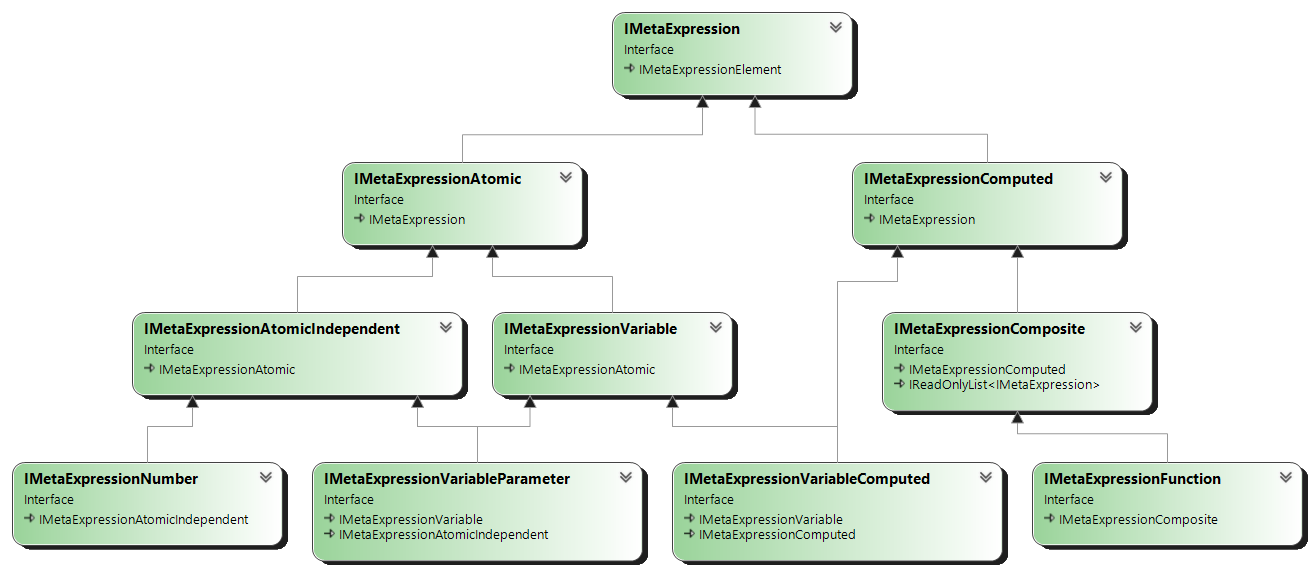 IMetaExpression
Interface
IMetaExpressionElement
IMetaExpressionAtomic
Interface
IMetaExpression
IMetaExpressionComputed
Interface
IMetaExpression
IMetaExpressionAtomicIndependent
Interface
IMetaExpressionAtomic
IMetaExpressionVariable
Interface
IMetaExpressionAtomic
IMetaExpressionComposite
Interface
IMetaExpressionComputed
IReadOnlyList<IMetaExpression>
IMetaExpressionNumber
Interface
IMetaExpressionAtomicIndependent
IMetaExpressionVariableParameter
Interface
IMetaExpressionVariable
IMetaExpressionAtomicIndependent
IMetaExpressionVariableComputed
Interface
IMetaExpressionVariable
IMetaExpressionComputed
IMetaExpressionFunction
Interface
IMetaExpressionComposite